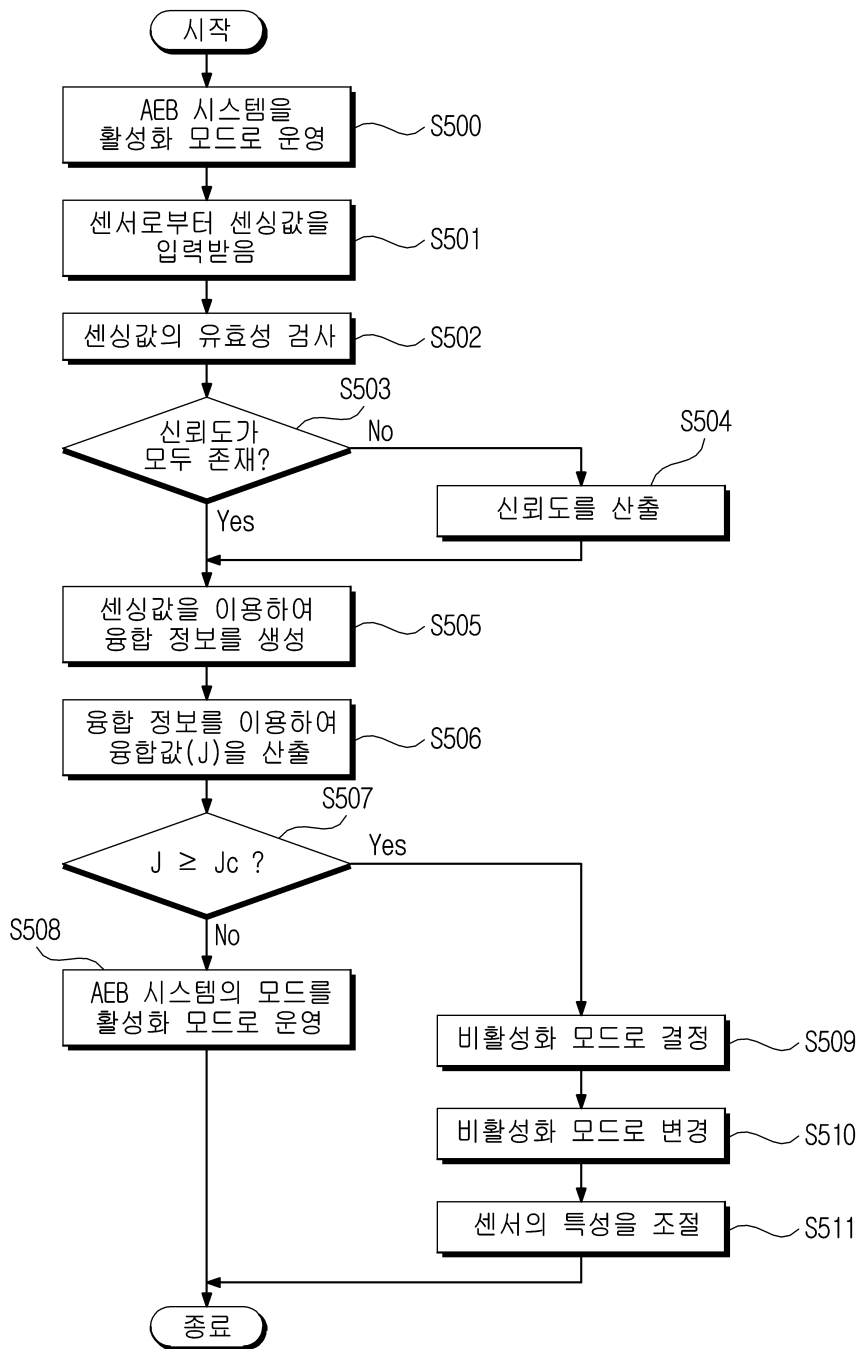 시작
AEB 시스템을
활성화 모드로 운영
S500
센서로부터 센싱값을
입력받음
S501
센싱값의 유효성 검사
S502
S503
신뢰도가
모두 존재?
No
Yes
S504
신뢰도를 산출
센싱값을 이용하여
융합 정보를 생성
S505
융합 정보를 이용하여
융합값(J)을 산출
S506
S507
J ≥ Jc ?
Yes
No
S508
AEB 시스템의 모드를
활성화 모드로 운영
비활성화 모드로 결정
S509
비활성화 모드로 변경
S510
센서의 특성을 조절
S511
종료